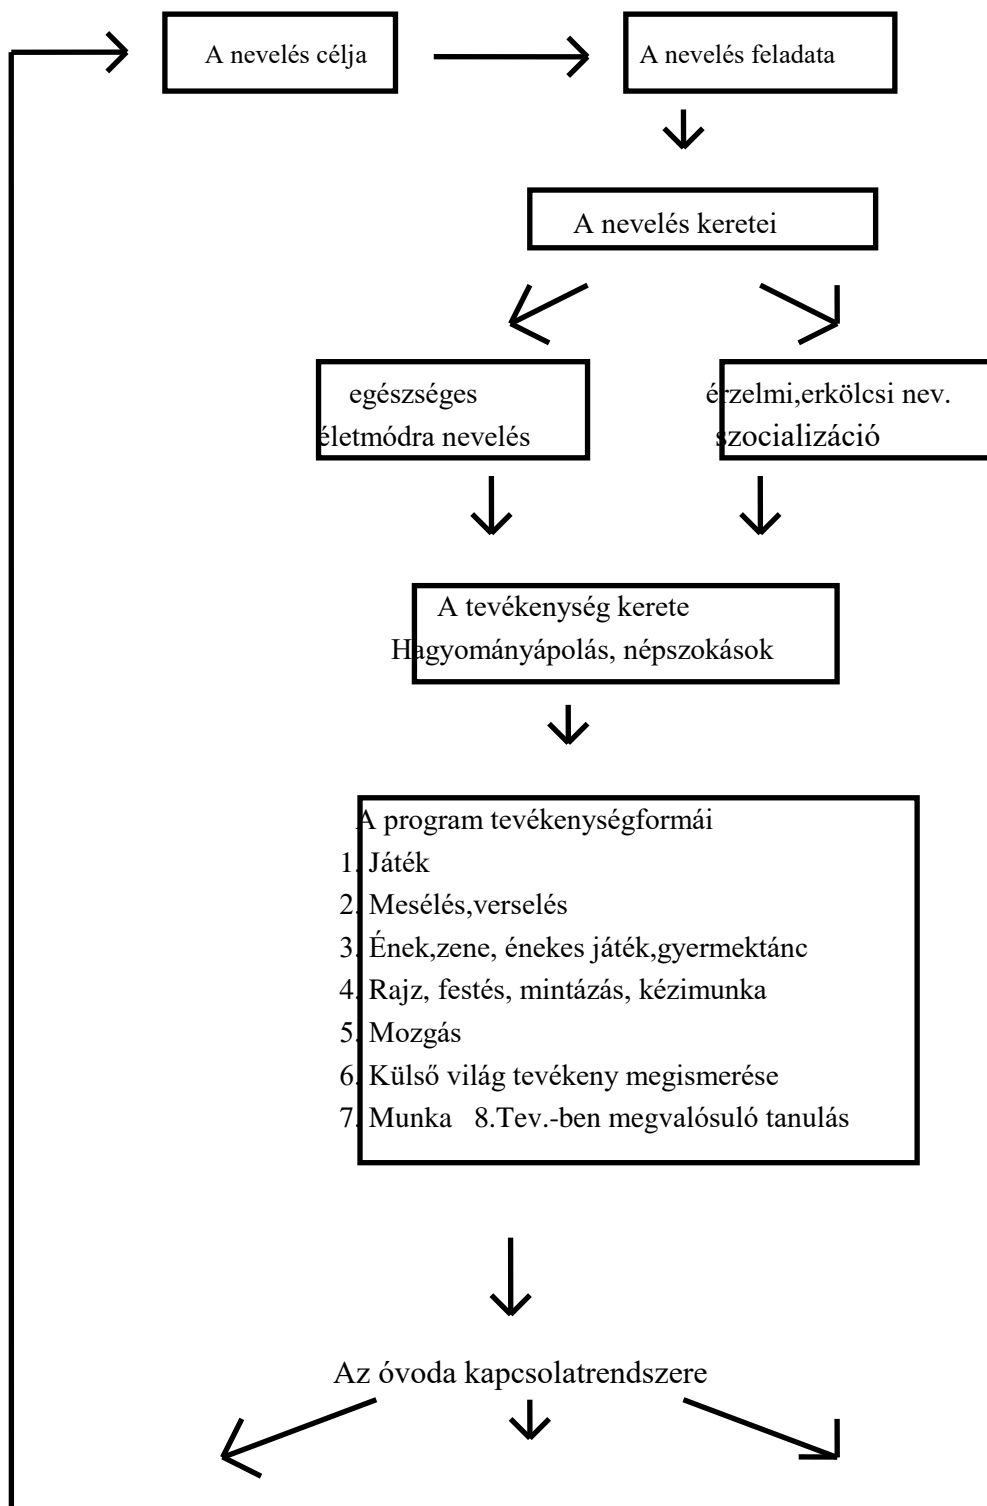 A nevelés célja
A nevelés feladata
A nevelés keretei
egészséges
életmódra nevelés
érzelmi,erkölcsi nev.
szocializáció
A tevékenység kerete
Hagyományápolás, népszokások
A program tevékenységformái
1. Játék
2. Mesélés,verselés
3. Ének,zene, énekes játék,gyermektánc
4. Rajz, festés, mintázás, kézimunka
5. Mozgás
6. Külső világ tevékeny megismerése
7. Munka   8.Tev.-ben megvalósuló tanulás
Az óvoda kapcsolatrendszere